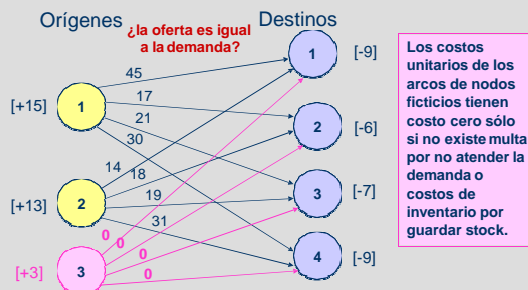 Orígenes
¿la oferta es igual
a la demanda?
Destinos
1
[-9]
45
[+15]
1
17
21
30
2
[-6]
14
18
[+13]
2
19
31
3
[-7]
0
0
0
0
[+3]
3
4
[-9]
Los costos
unitarios de los
arcos de nodos
ficticios tienen
costo cero sólo
si no existe multa
por no atender la
demanda o
costos de
inventario por
guardar stock.